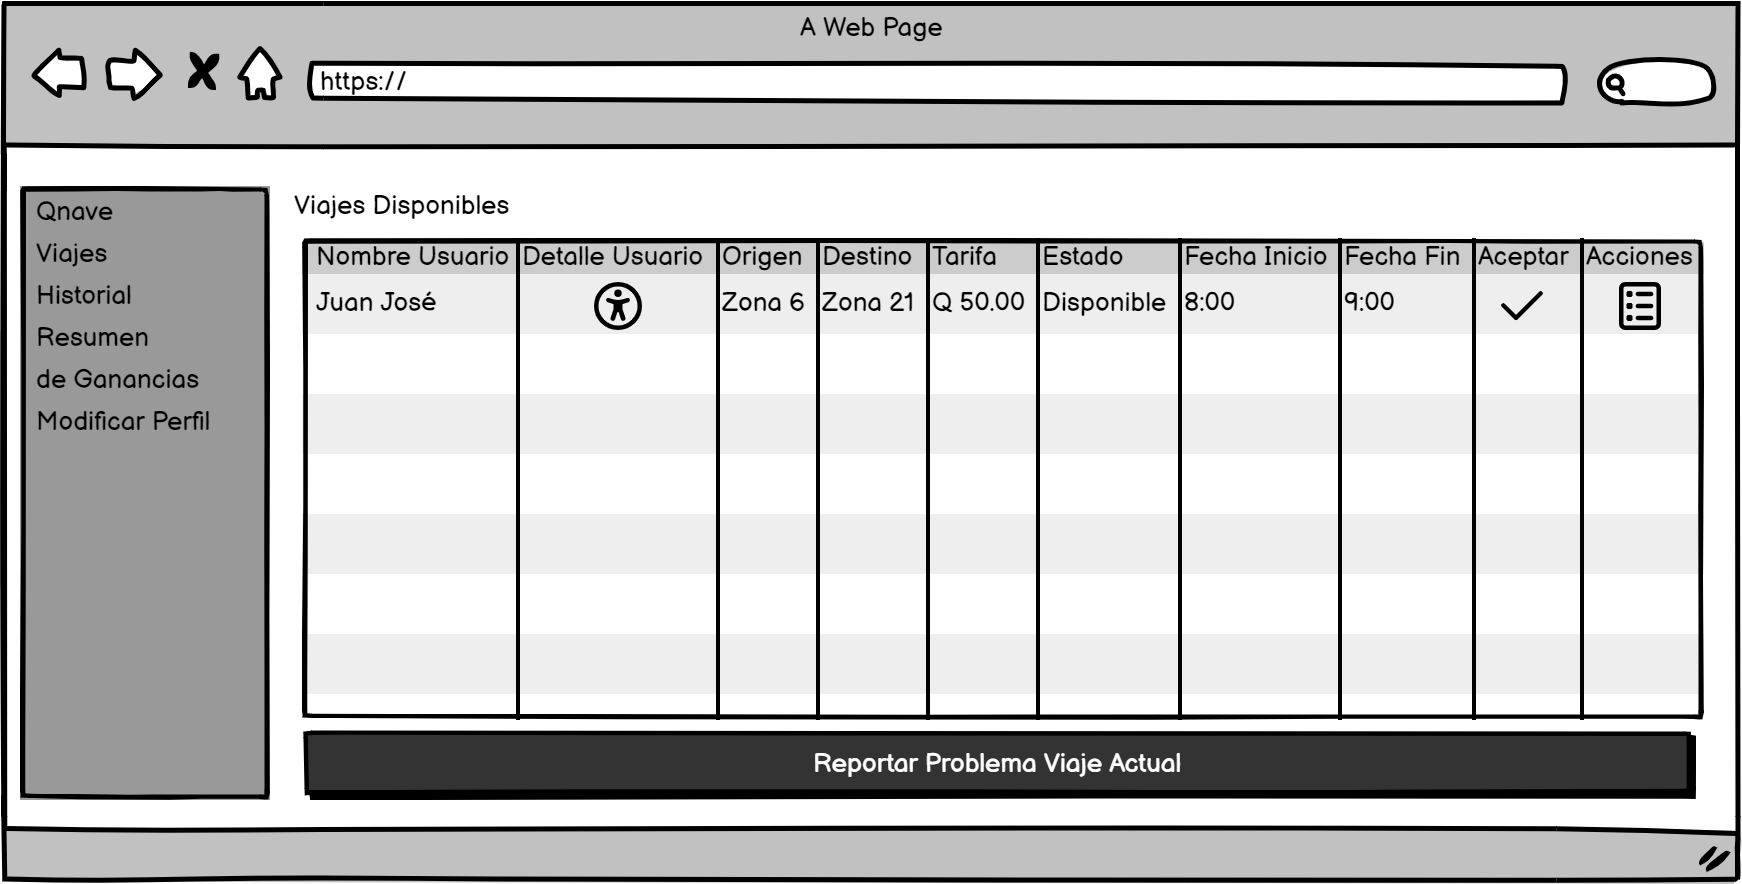 A Web Page
https://
Qnave
Viajes
Historial
Resumen
de Ganancias
Modificar Perfil
Viajes Disponibles
Nombre Usuario Detalle Usuario Origen Destino Tarifa Estado Fecha Inicio Fecha Fin Aceptar Acciones
Juan José Zona 6 Zona 21 Q 50.00 Disponible 8:00 9:00
Reportar Problema Viaje Actual